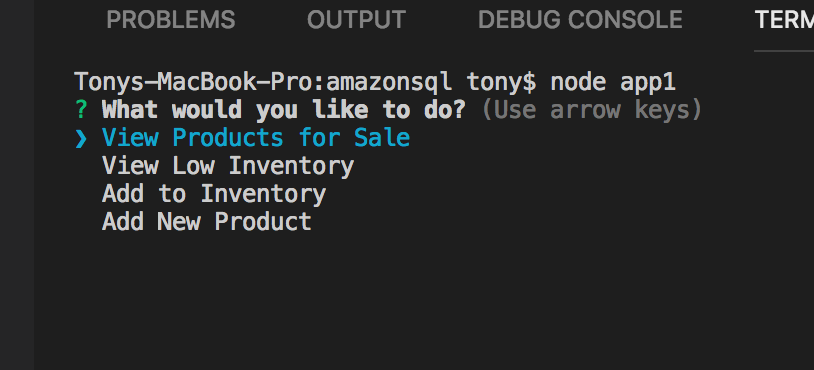 PROBLEMS OUTPUT DEBUG CONSOLE TERM
Tonys-MacBook-Pro:amazonsql tony$ node app1
? What would you like to do? (Use arrow keys)
❯ View Products for Sale
View Low Inventory
Add to Inventory
Add New Product